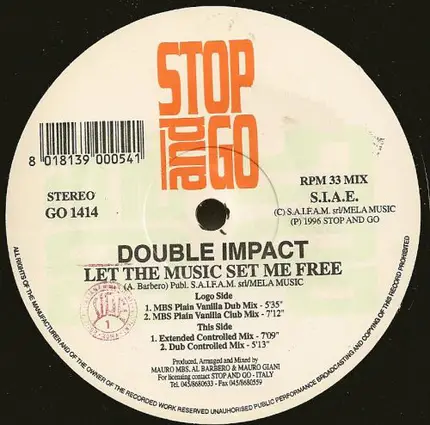 STOP
and
GO
8 018139 000541
STEREO
GO 1414
RPM 33 MIX
S.I.A.E.
(C) S.A.I.F.A.M. srl/MELA MUSIC
(P) 1996 STOP AND GO
DOUBLE IMPACT
LET THE MUSIC SET ME FREE
(A. Barbero) Publ. S.A.I.F.A.M. srl/MELA MUSIC
Logo Side
1. MBS Plain Vanilla Dub Mix - 5'35"
2. MBS Plain Vanilla Club Mix - 7'12"
This Side
1. Extended Controlled Mix - 7'09"
2. Dub Controlled Mix - 5'13"
Produced, Arranged and Mixed by
MAURO MBS, AL BARBERO & MAURO GIANI
For licensing contact STOP AND GO - ITALY
Tel. 045/8680633 - Fax 045/8680559
ALL RIGHTS OF THE MANUFACTURER AND OF THE OWNER OF THE RECORDED WORK RESERVED UNAUTHORISED PUBLIC PERFORMANCE BROADCASTING AND COPYING OF THIS RECORD PROHIBITED